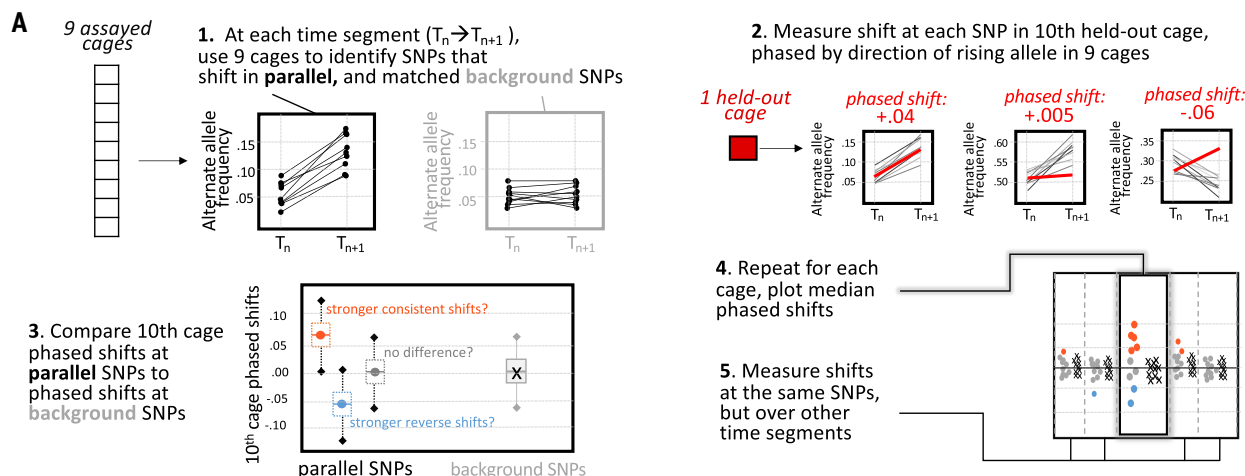 A
9 assayed
cages
1. At each time segment (Tn→Tn+1),
use 9 cages to identify SNPs that
shift in parallel, and matched background SNPs
Alternate allele
frequency
.15
.10
.05
Tn
Tn+1
Alternate allele
frequency
.15
.10
.05
Tn
Tn+1
2. Measure shift at each SNP in 10th held-out cage,
phased by direction of rising allele in 9 cages
1 held-out
cage
phased shift:
+.04
Alternate allele
frequency
.15
.10
.05
Tn
Tn+1
phased shift:
+.005
Alternate allele
frequency
.60
.55
.50
Tn
Tn+1
phased shift:
-.06
Alternate allele
frequency
.35
.30
.25
Tn
Tn+1
3. Compare 10th cage
phased shifts at
parallel SNPs to
phased shifts at
background SNPs
10th cage phased shifts
.10
.05
.00
-.05
-.10
stronger consistent shifts?
no difference?
stronger reverse shifts?
X
parallel SNPs
background SNPs
4. Repeat for each
cage, plot median
phased shifts
5. Measure shifts
at the same SNPs,
but over other
time segments